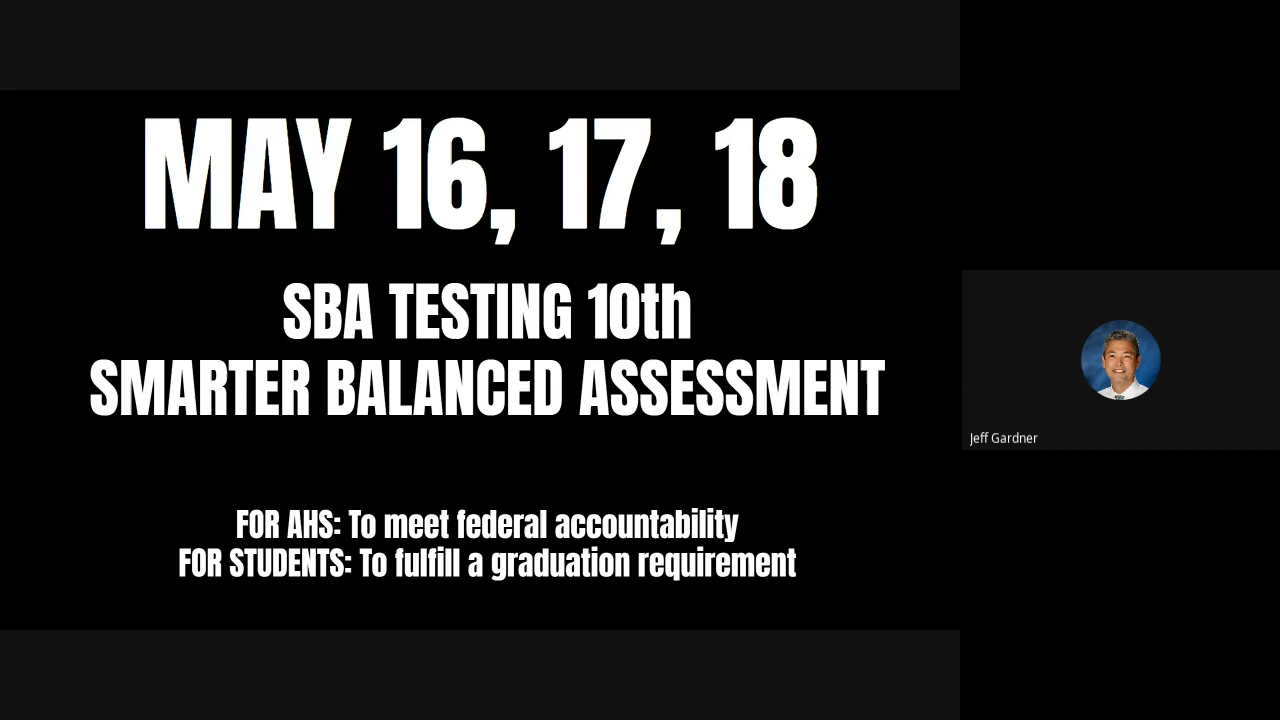 MAY 16, 17, 18
SBA TESTING 10th
SMARTER BALANCED ASSESSMENT
FOR AHS: To meet federal accountability
FOR STUDENTS: To fulfill a graduation requirement
Jeff Gardner